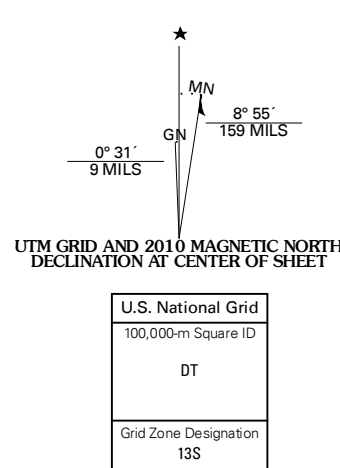 ★
MN
8° 55´
159 MILS
GN
0° 31´
9 MILS
UTM GRID AND 2010 MAGNETIC NORTH
DECLINATION AT CENTER OF SHEET
U.S. National Grid
100,000-m Square ID
DT
Grid Zone Designation
13S